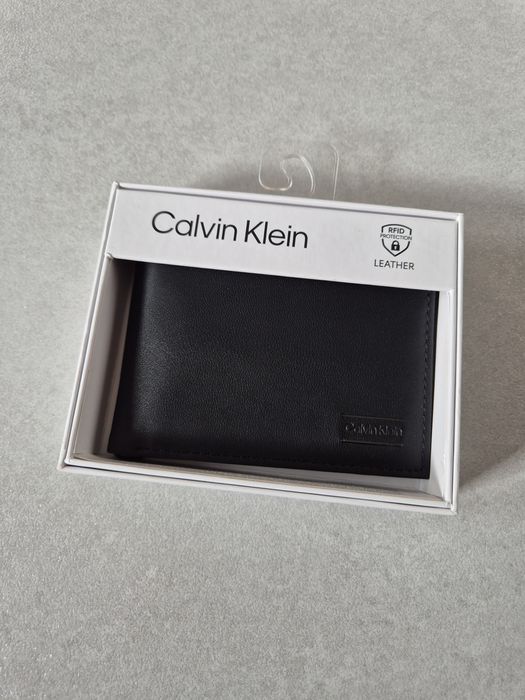 Calvin Klein
RFID
PROTECTION
LEATHER
Calvin Klein